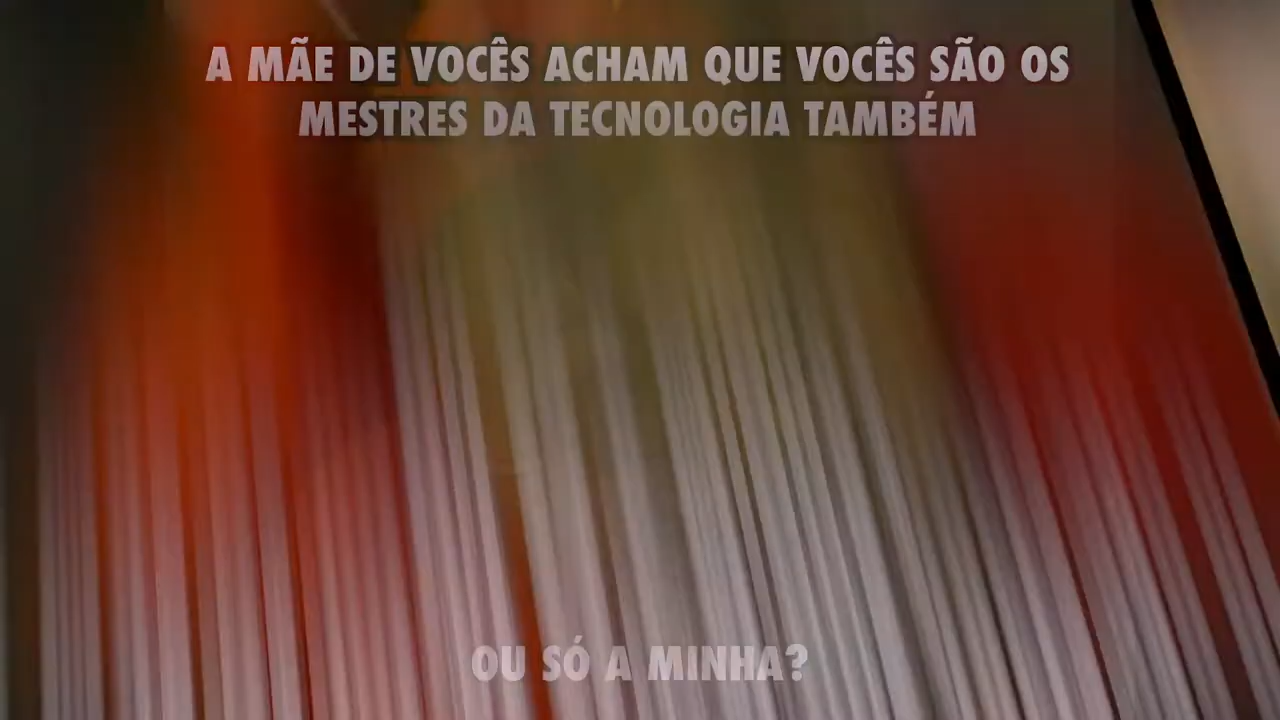 A MÃE DE VOCÊS ACHAM QUE VOCÊS SÃO OS
MESTRES DA TECNOLOGIA TAMBÉM
OU SÓ A MINHA?